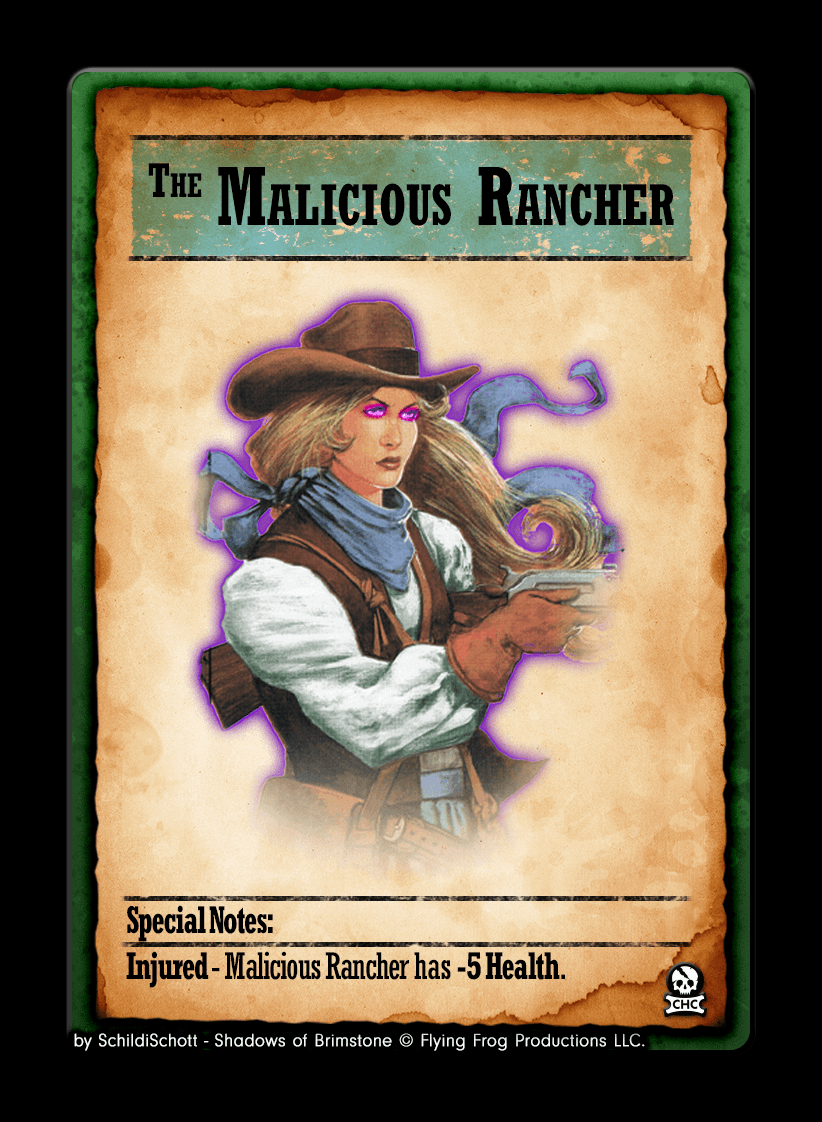 The Malicious Rancher
Special Notes:
Injured - Malicious Rancher has -5 Health.
CHC
by SchildiSchott - Shadows of Brimstone © Flying Frog Productions LLC.